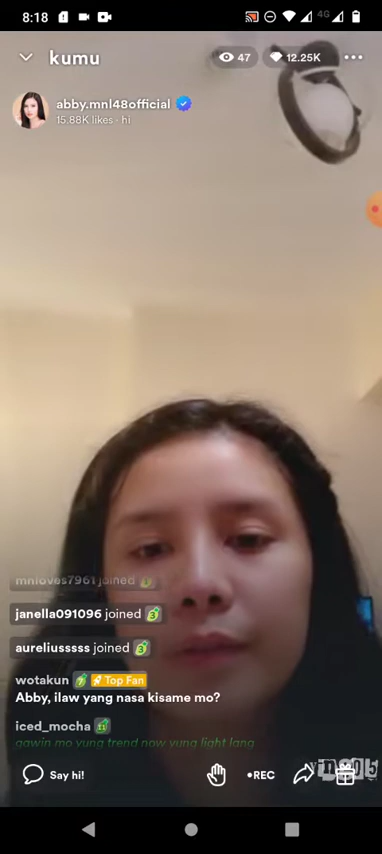 8:18
4G
kumu
47
12.25K
abby.mnl48official
15.88K likes · hi
mnloves7961 joined
janella091096 joined
aureliusssss joined
wotakun Top Fan
Abby, ilaw yang nasa kisame mo?
iced_mocha
gawin mo yung trend now yung light lang
Say hi!
•REC